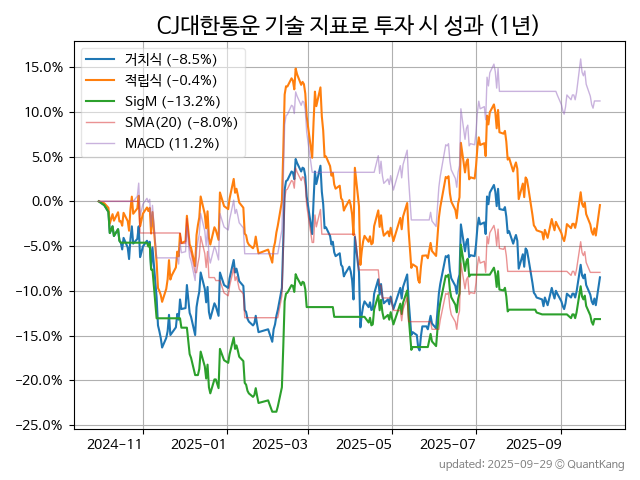 CJ대한통운 기술 지표로 투자 시 성과 (1년)
거치식 (−8.5%)
적립식 (−0.4%)
SigM (−13.2%)
SMA(20) (−8.0%)
MACD (11.2%)
15.0%
10.0%
5.0%
0.0%
−5.0%
−10.0%
−15.0%
−20.0%
−25.0%
2024-11 2025-01 2025-03 2025-05 2025-07 2025-09
updated: 2025-09-29 © QuantKang